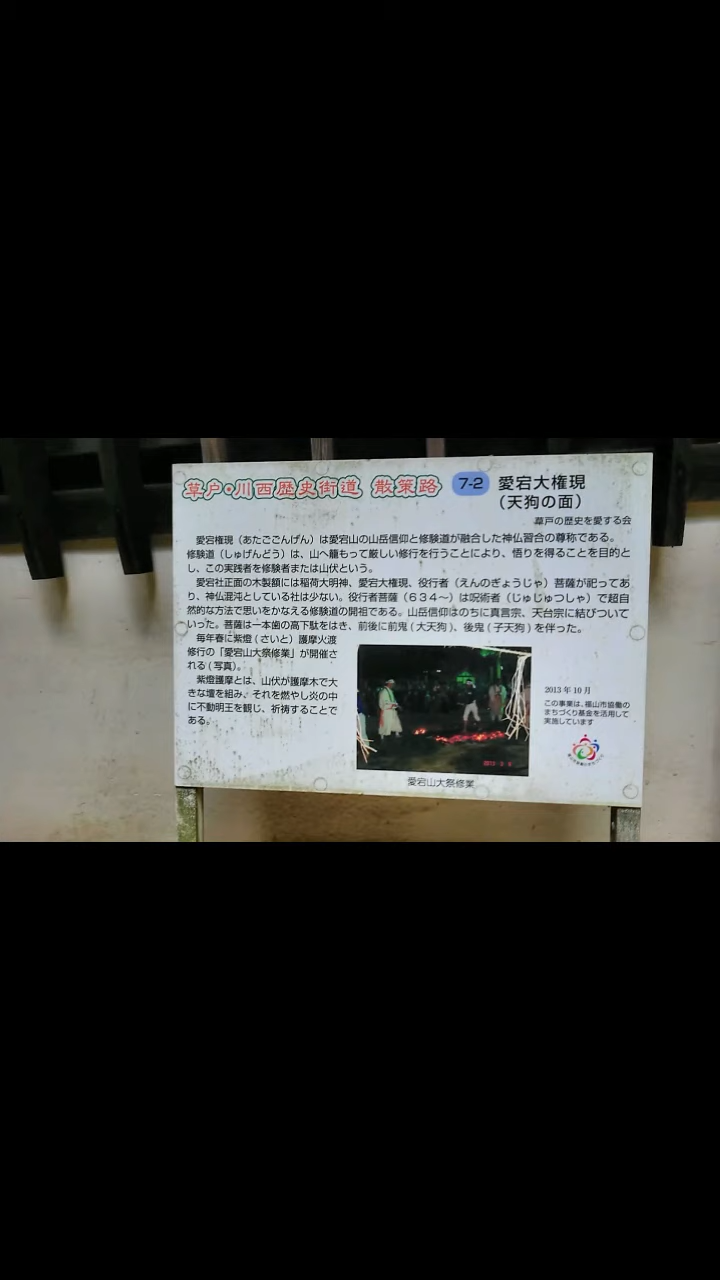 草戸・川西歴史街道 散策路
7-2
愛宕大権現
(天狗の面)
草戸の歴史を愛する会
愛宕権現（あたごごんげん）は愛宕山の山岳信仰と修験道が融合した神仏習合の尊称である。
修験道（しゅげんどう）は、山へ籠もって厳しい修行を行うことにより、悟りを得ることを目的と
し、この実践者を修験者または山伏という。
愛宕社正面の木製額には稲荷大明神、愛宕大権現、役行者（えんのぎょうじゃ）菩薩が祀ってあ
り、神仏混沌としている社は少ない。役行者菩薩（634〜）は呪術者（じゅじゅつしゃ）で超自
然的な方法で思いをかなえる修験道の開祖である。山岳信仰はのちに真言宗、天台宗に結びついて
いった。菩薩は一本歯の高下駄をはき、前後に前鬼(大天狗)、後鬼(子天狗)を伴った。
毎年春に紫燈(さいと）護摩火渡
修行の「愛宕山大祭修業」が開催さ
れる(写真)。
紫燈護摩とは、山伏が護摩木で大
きな壇を組み、それを燃やし炎の中
に不動明王を観じ、祈祷することで
ある。
愛宕山大祭修業
2013年10月
この事業は、福山市協働の
まちづくり基金を活用して
実施しています